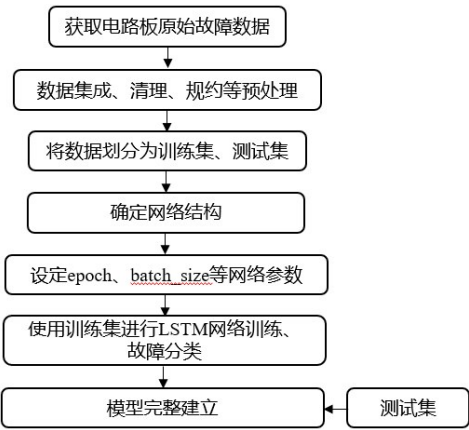 获取电路板原始故障数据
数据集成、清理、规约等预处理
将数据划分为训练集、测试集
确定网络结构
设定epoch、batch_size等网络参数
使用训练集进行LSTM网络训练、
故障分类
模型完整建立
测试集